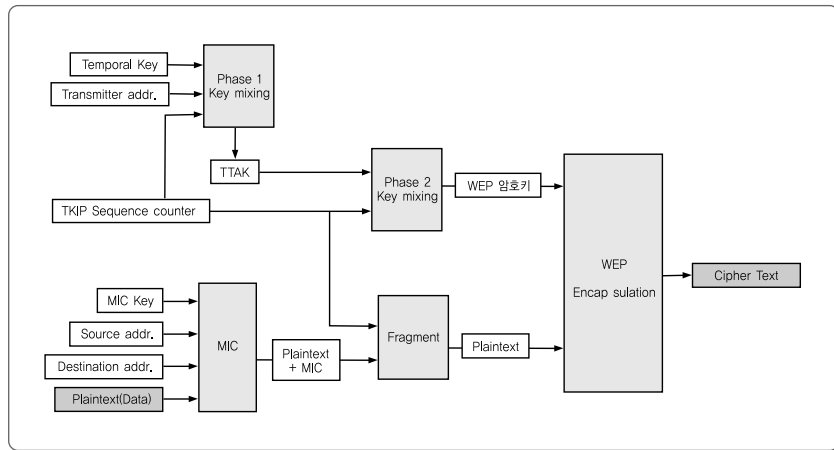 Temporal Key
Transmitter addr.
Phase 1
Key mixing
TTAK
Phase 2
Key mixing
WEP 암호키
TKIP Sequence counter
WEP
Encap sulation
Cipher Text
MIC Key
Source addr.
Destination addr.
Plaintext(Data)
MIC
Plaintext
+ MIC
Fragment
Plaintext